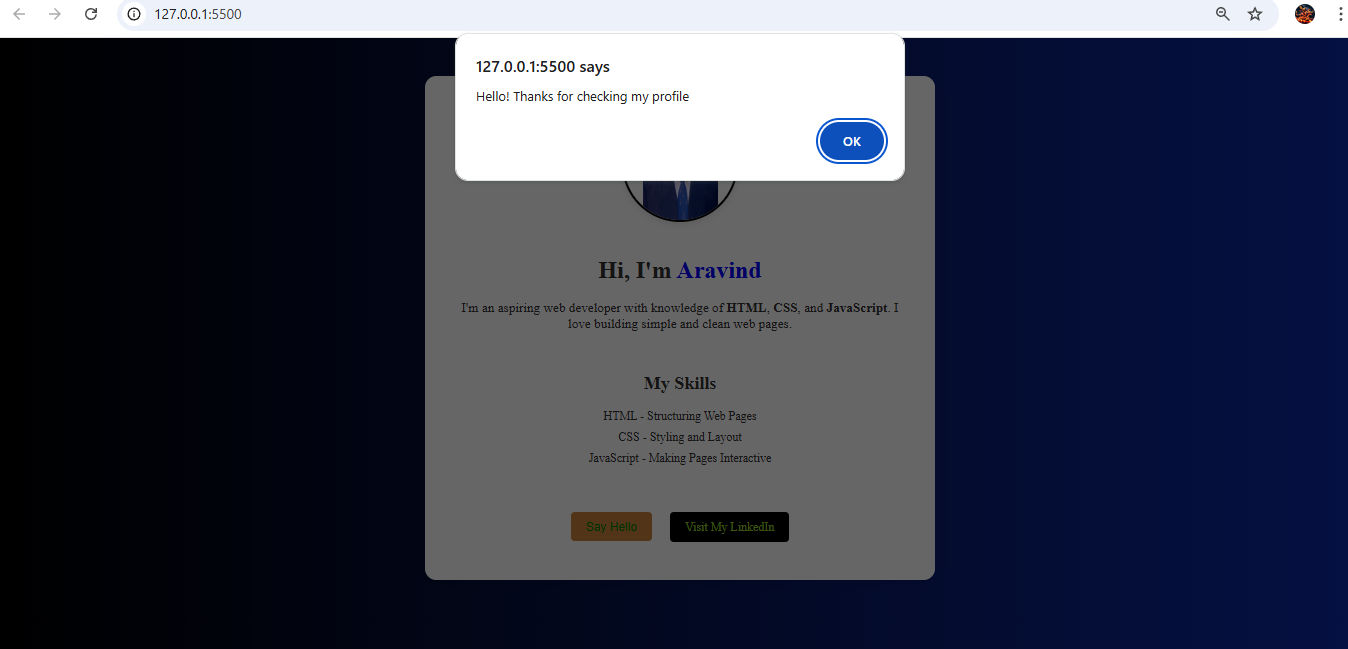 127.0.0.1:5500
127.0.0.1:5500 says
Hello! Thanks for checking my profile
OK
Hi, I'm Aravind
I'm an aspiring web developer with knowledge of HTML, CSS, and JavaScript. I
love building simple and clean web pages.
My Skills
HTML - Structuring Web Pages
CSS - Styling and Layout
JavaScript - Making Pages Interactive
Say Hello
Visit My LinkedIn